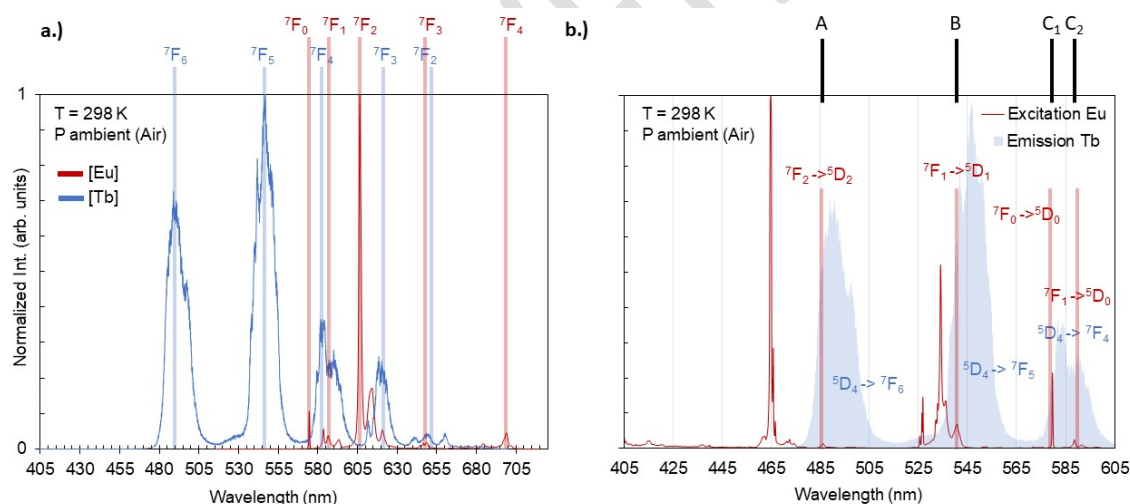 a.)
⁷F₀ ⁷F₁ ⁷F₂ ⁷F₃ ⁷F₄
⁷F₆ ⁷F₅ ⁷F₄ ⁷F₃ ⁷F₂
1
T = 298 K
P ambient (Air)
[Eu]
[Tb]
Normalized Int. (arb. units)
0
405 430 455 480 505 530 555 580 605 630 655 680 705
Wavelength (nm)
b.)
A B C₁ C₂
T = 298 K
P ambient (Air)
Excitation Eu
Emission Tb
⁷F₂->⁵D₂
⁷F₁->⁵D₁
⁷F₀->⁵D₀
⁷F₁->⁵D₀
⁵D₄-> ⁷F₄
⁵D₄-> ⁷F₅
⁵D₄-> ⁷F₆
405 425 445 465 485 505 525 545 565 585 605
Wavelength (nm)